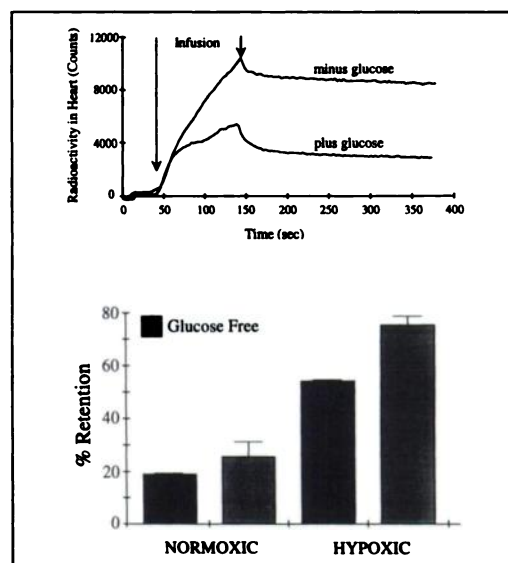 12000
Infusion
Radioactivity in Heart (Counts)
minus glucose
8000
4000
plus glucose
0
0 50 100 150 200 250 300 350 400
Time (sec)
80
Glucose Free
60
% Retention
40
20
0
NORMOXIC HYPOXIC